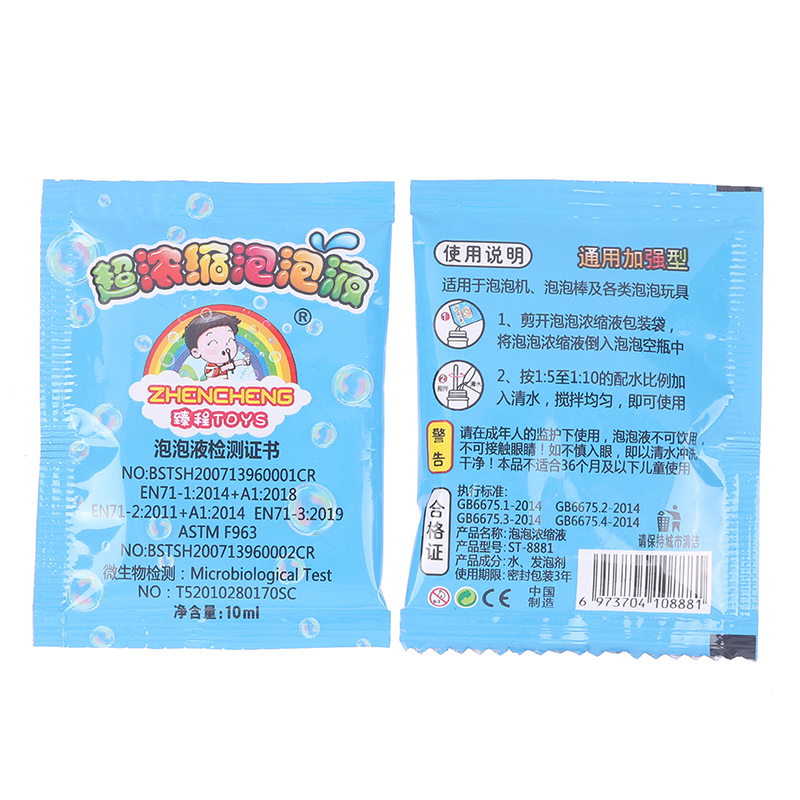 超浓缩泡泡液
®
ZHENCHENG
臻程TOYS
泡泡液检测证书
NO:BSTSH200713960001CR
EN71-1:2014+A1:2018
EN71-2:2011+A1:2014 EN71-3:2019
ASTM F963
NO:BSTSH200713960002CR
微生物检测：Microbiological Test
NO：T52010280170SC
净含量:10ml
使用说明 通用加强型
适用于泡泡机、泡泡棒及各类泡泡玩具
1、剪开泡泡浓缩液包装袋，
将泡泡浓缩液倒入泡泡空瓶中
2、按1:5至1:10的配水比例加
入清水，搅拌均匀，即可使用
① 
② 搅拌 清水
警告
请在成年人的监护下使用，泡泡液不可饮用，
不可接触眼睛！如不慎入眼，即以清水冲洗
干净！本品不适合36个月及以下儿童使用
合格证
执行标准:
GB6675.1-2014 GB6675.2-2014
GB6675.3-2014 GB6675.4-2014
产品名称: 泡泡浓缩液
产品型号: ST-8881
产品成分: 水、发泡剂
使用期限: 密封包装3年
请保持城市清洁
0-3
CE
中国
制造
6 973704 108881